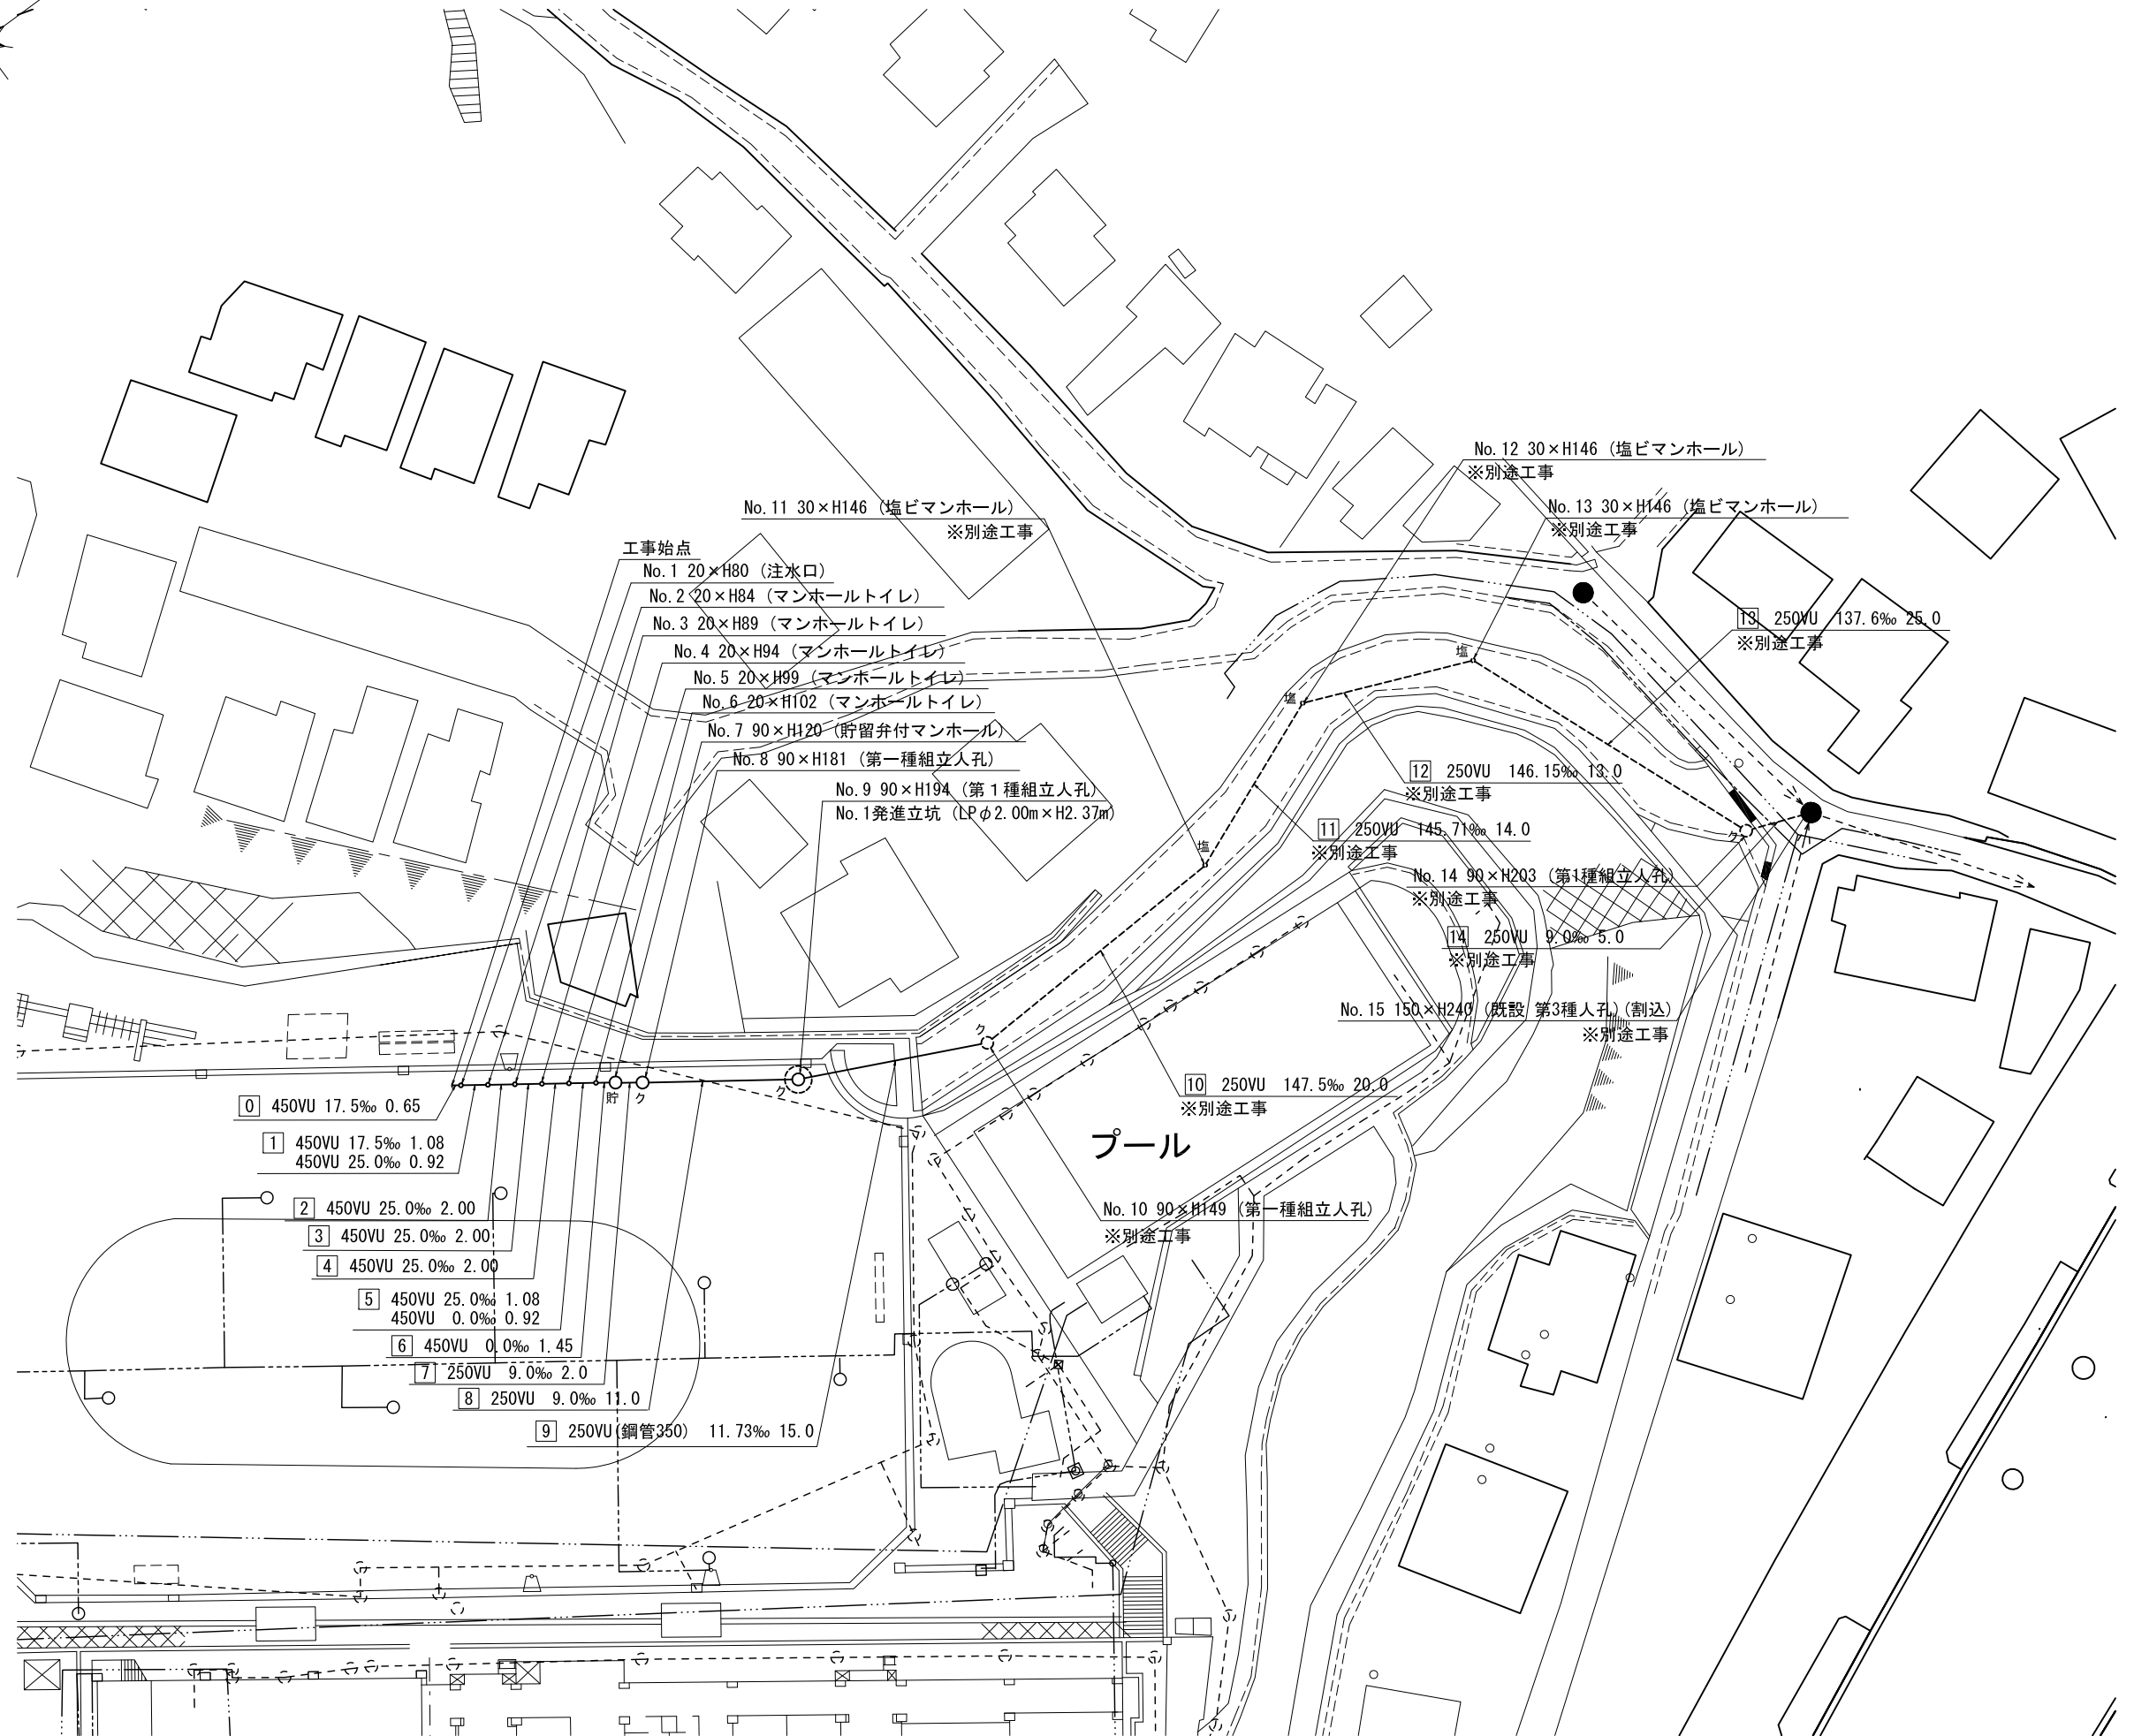 No.12 30×H146 (塩ビマンホール)
※別途工事
No.11 30×H146 (塩ビマンホール)
※別途工事
No.13 30×H146 (塩ビマンホール)
※別途工事
工事始点
No.1 20×H80 (注水口)
No.2 20×H84 (マンホールトイレ)
No.3 20×H89 (マンホールトイレ)
No.4 20×H94 (マンホールトイレ)
No.5 20×H99 (マンホールトイレ)
No.6 20×H102 (マンホールトイレ)
No.7 90×H120 (貯留弁付マンホール)
No.8 90×H181 (第一種組立人孔)
No.9 90×H194 (第1種組立人孔)
No.1発進立坑 (LPφ2.00m×H2.37m)
13 250VU 137.6‰ 25.0
※別途工事
塩
塩
塩
12 250VU 146.15‰ 13.0
※別途工事
11 250VU 145.71‰ 14.0
※別途工事
ク
No.14 90×H203 (第1種組立人孔)
※別途工事
14 250VU 9.0‰ 5.0
※別途工事
No.15 150×H240 (既設 第3種人孔)(割込)
※別途工事
ク
ク
貯
ク
10 250VU 147.5‰ 20.0
※別途工事
プール
No.10 90×H149 (第一種組立人孔)
※別途工事
0 450VU 17.5‰ 0.65
1 450VU 17.5‰ 1.08
450VU 25.0‰ 0.92
2 450VU 25.0‰ 2.00
3 450VU 25.0‰ 2.00
4 450VU 25.0‰ 2.00
5 450VU 25.0‰ 1.08
450VU 0.0‰ 0.92
6 450VU 0.0‰ 1.45
7 250VU 9.0‰ 2.0
8 250VU 9.0‰ 11.0
9 250VU(鋼管350) 11.73‰ 15.0